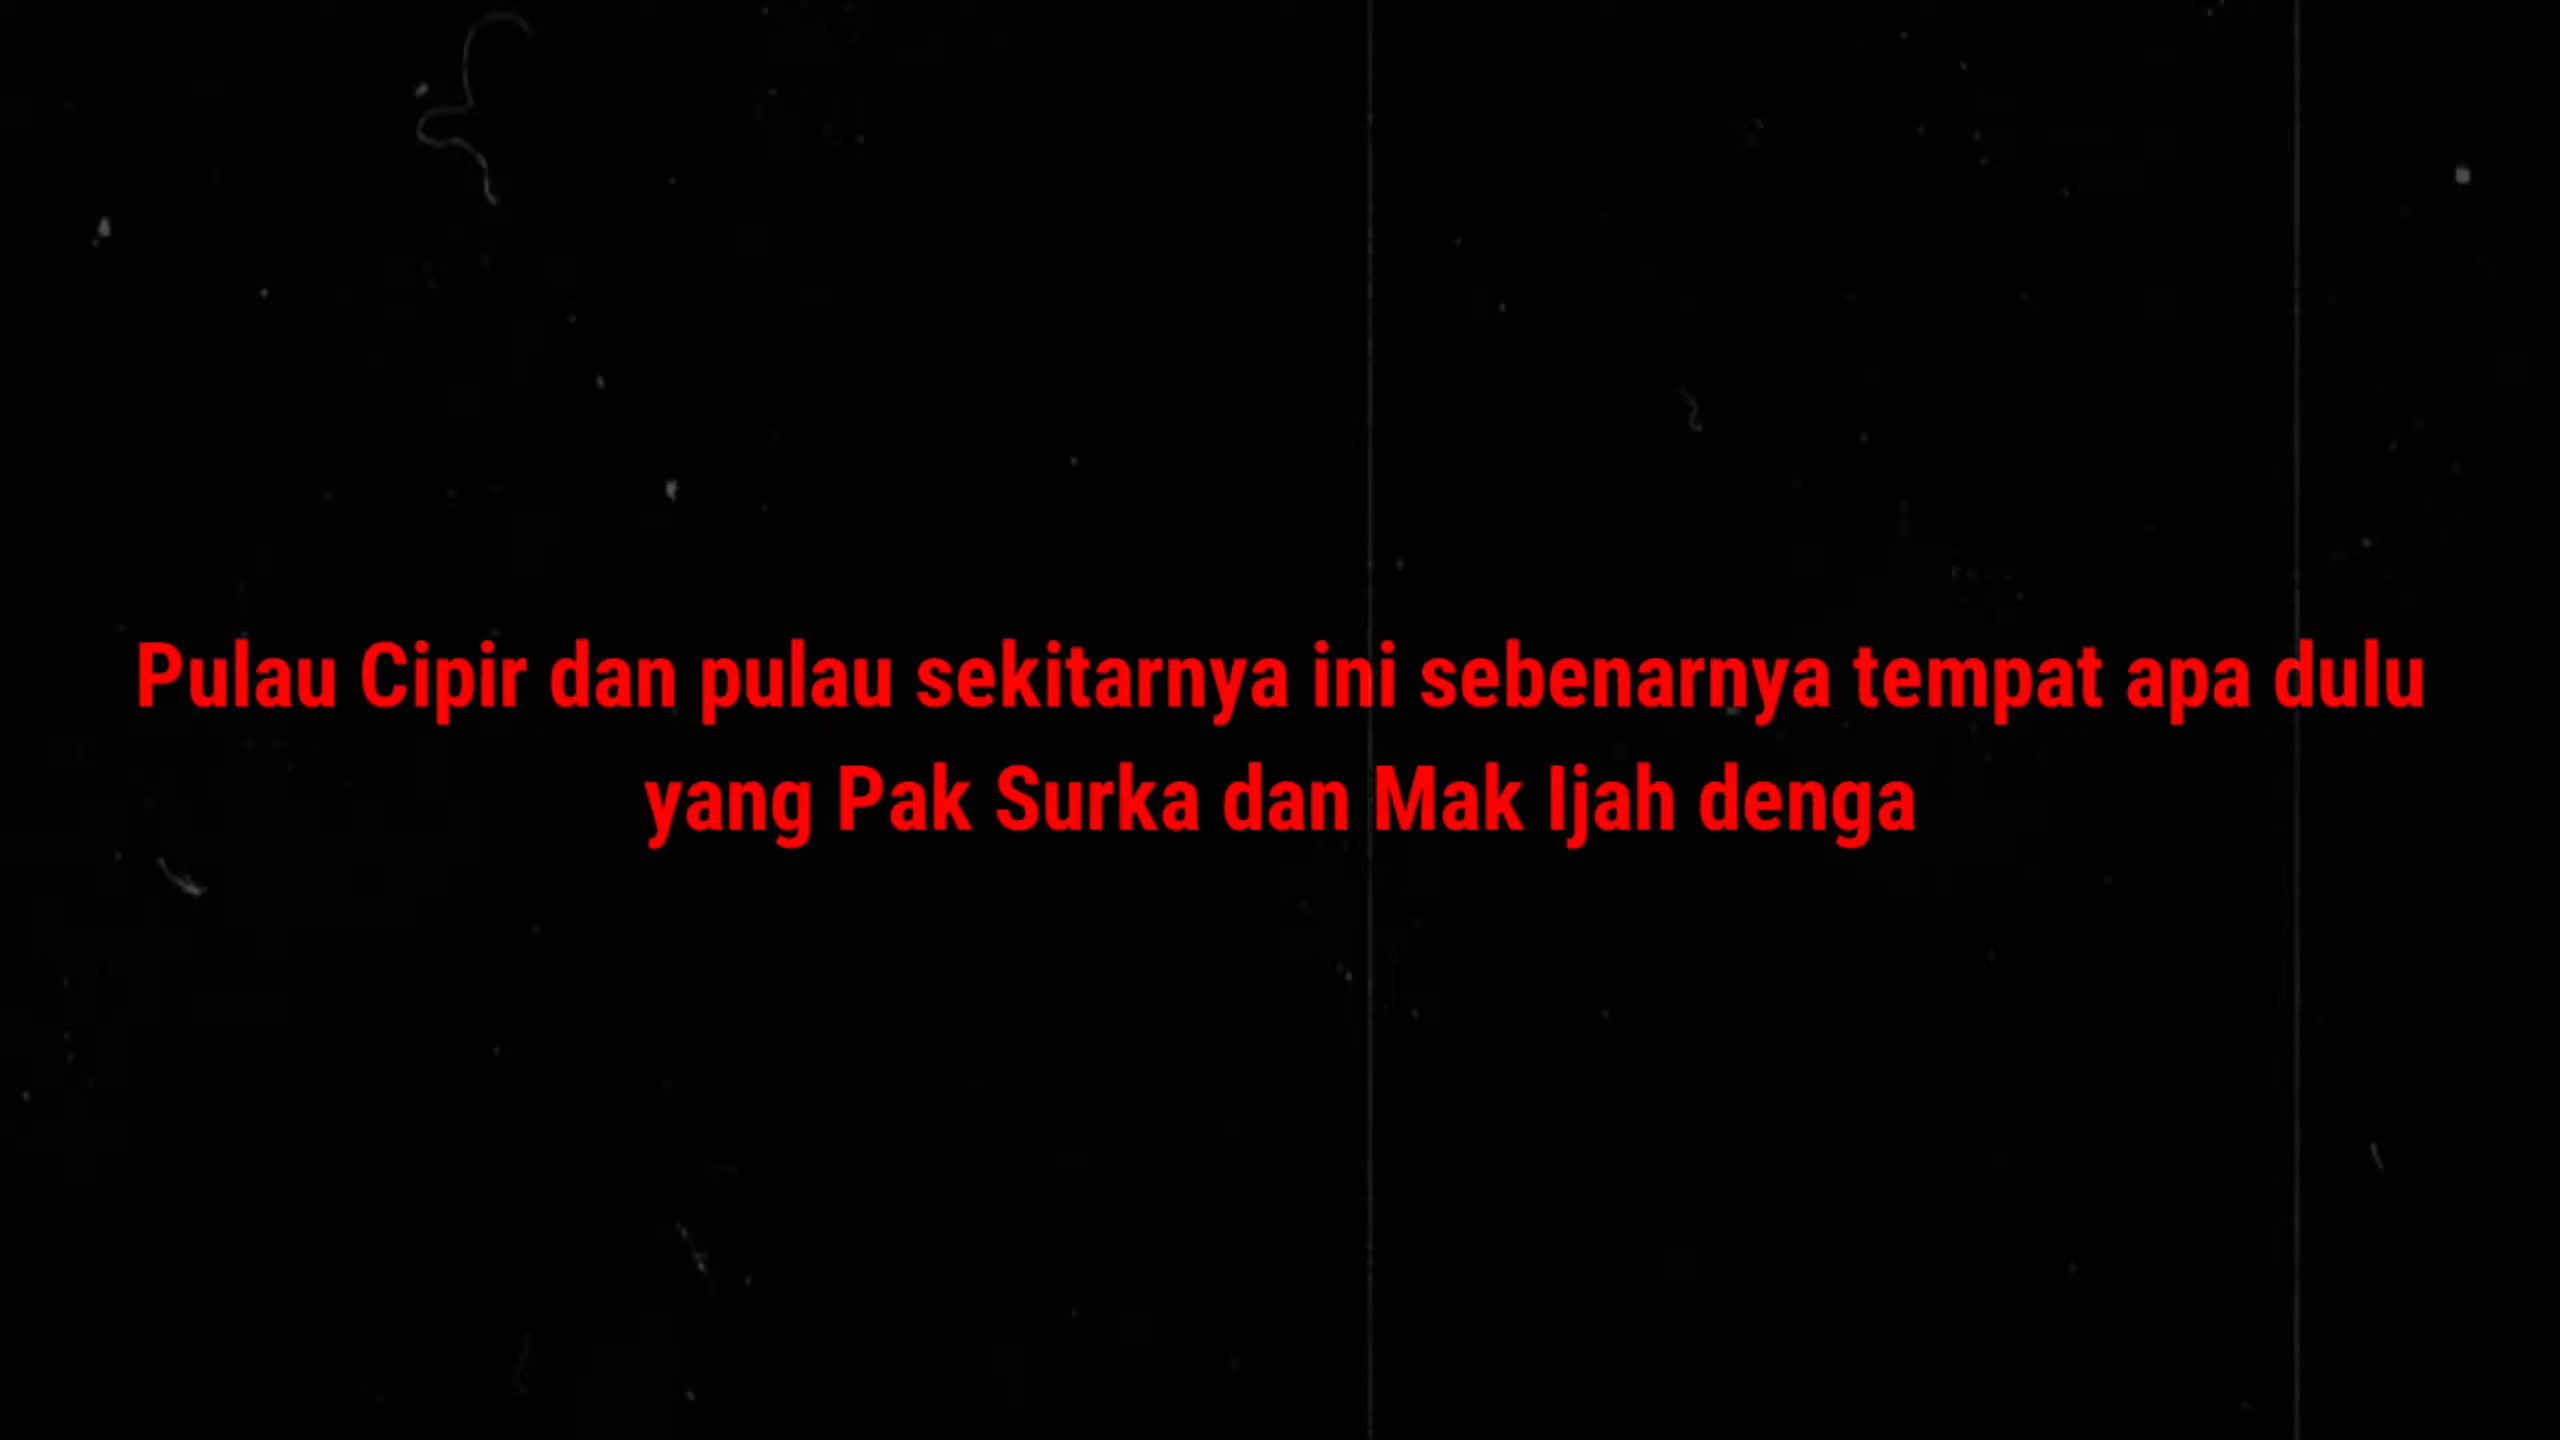 Pulau Cipir dan pulau sekitarnya ini sebenarnya tempat apa dulu
yang Pak Surka dan Mak Ijah denga